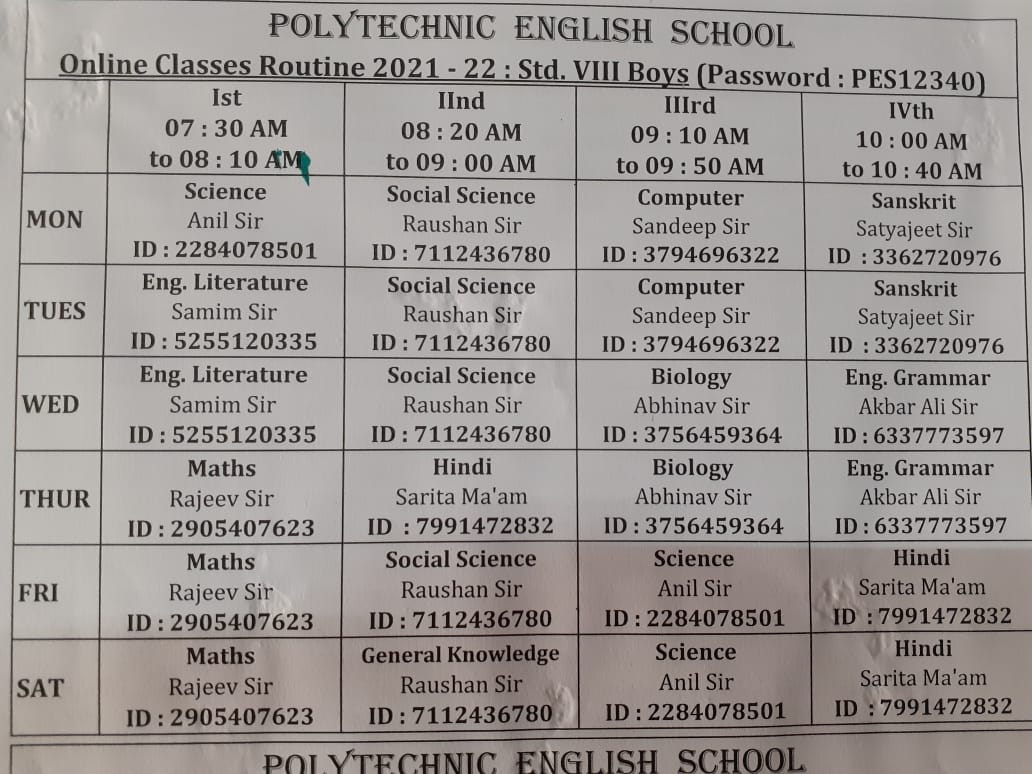 POLYTECHNIC ENGLISH SCHOOL
Online Classes Routine 2021 - 22 : Std. VIII Boys (Password : PES12340)
Ist
07 : 30 AM
to 08 : 10 AM
IInd
08 : 20 AM
to 09 : 00 AM
IIIrd
09 : 10 AM
to 09 : 50 AM
IVth
10 : 00 AM
to 10 : 40 AM
MON
Science
Anil Sir
ID : 2284078501
Social Science
Raushan Sir
ID : 7112436780
Computer
Sandeep Sir
ID : 3794696322
Sanskrit
Satyajeet Sir
ID : 3362720976
TUES
Eng. Literature
Samim Sir
ID : 5255120335
Social Science
Raushan Sir
ID : 7112436780
Computer
Sandeep Sir
ID : 3794696322
Sanskrit
Satyajeet Sir
ID : 3362720976
WED
Eng. Literature
Samim Sir
ID : 5255120335
Social Science
Raushan Sir
ID : 7112436780
Biology
Abhinav Sir
ID : 3756459364
Eng. Grammar
Akbar Ali Sir
ID : 6337773597
THUR
Maths
Rajeev Sir
ID : 2905407623
Hindi
Sarita Ma'am
ID : 7991472832
Biology
Abhinav Sir
ID : 3756459364
Eng. Grammar
Akbar Ali Sir
ID : 6337773597
FRI
Maths
Rajeev Sir
ID : 2905407623
Social Science
Raushan Sir
ID : 7112436780
Science
Anil Sir
ID : 2284078501
Hindi
Sarita Ma'am
ID : 7991472832
SAT
Maths
Rajeev Sir
ID : 2905407623
General Knowledge
Raushan Sir
ID : 7112436780
Science
Anil Sir
ID : 2284078501
Hindi
Sarita Ma'am
ID : 7991472832
POLYTECHNIC ENGLISH SCHOOL